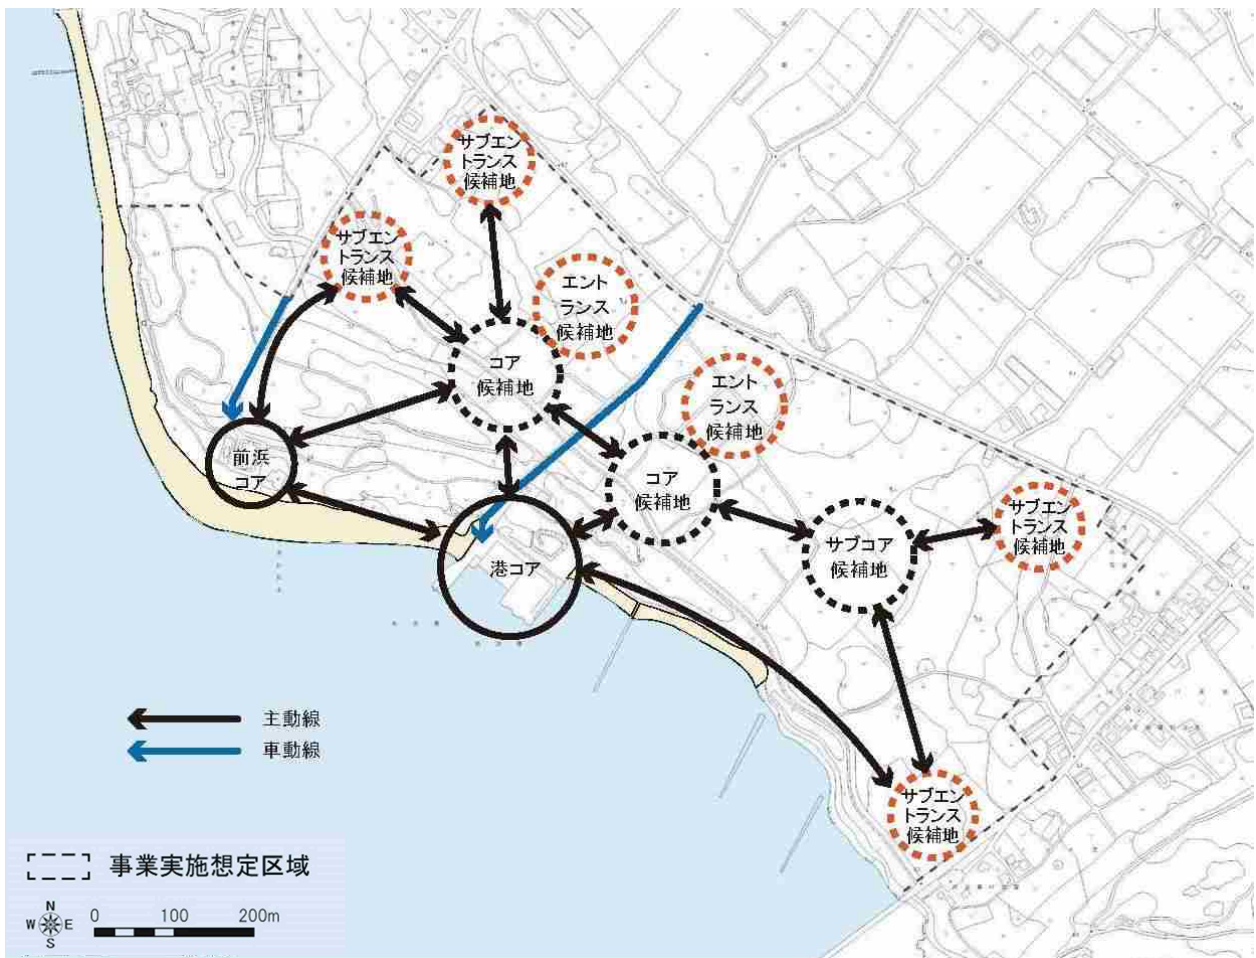 サブエン
トランス
候補地
サブエン
トランス
候補地
エント
ランス
候補地
コア
候補地
エント
ランス
候補地
前浜
コア
コア
候補地
サブエン
トランス
候補地
サブコア
候補地
港コア
主動線
車動線
サブエン
トランス
候補地
事業実施想定区域
N
W E
S
0 100 200m